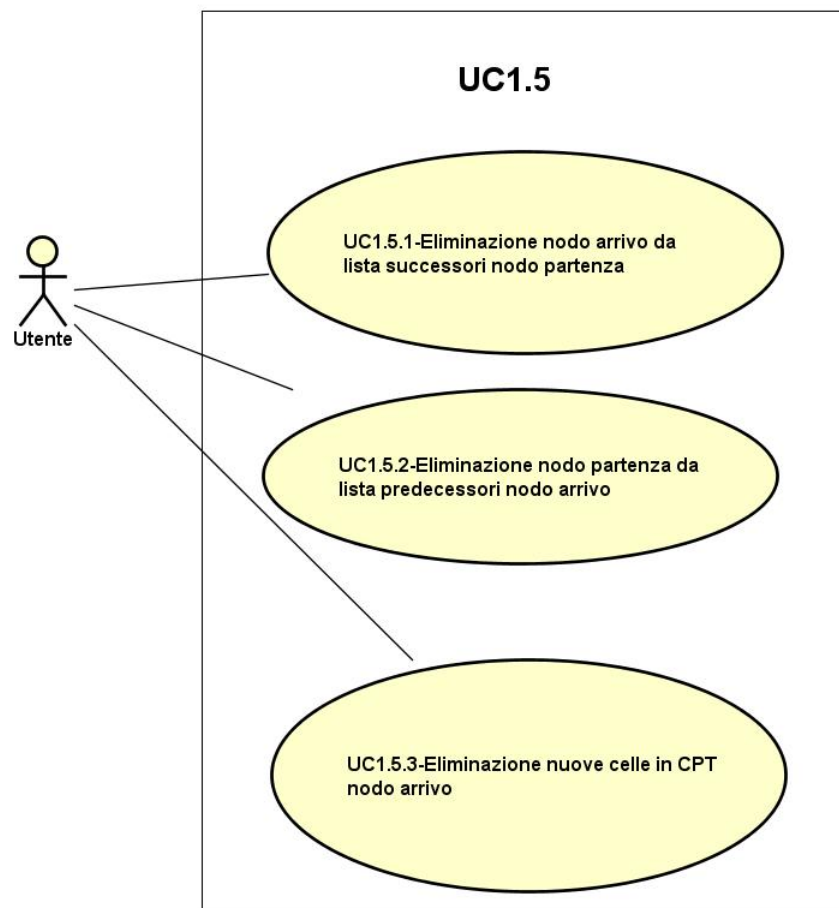 UC1.5
UC1.5.1-Eliminazione nodo arrivo da
lista successori nodo partenza
Utente
UC1.5.2-Eliminazione nodo partenza da
lista predecessori nodo arrivo
UC1.5.3-Eliminazione nuove celle in CPT
nodo arrivo